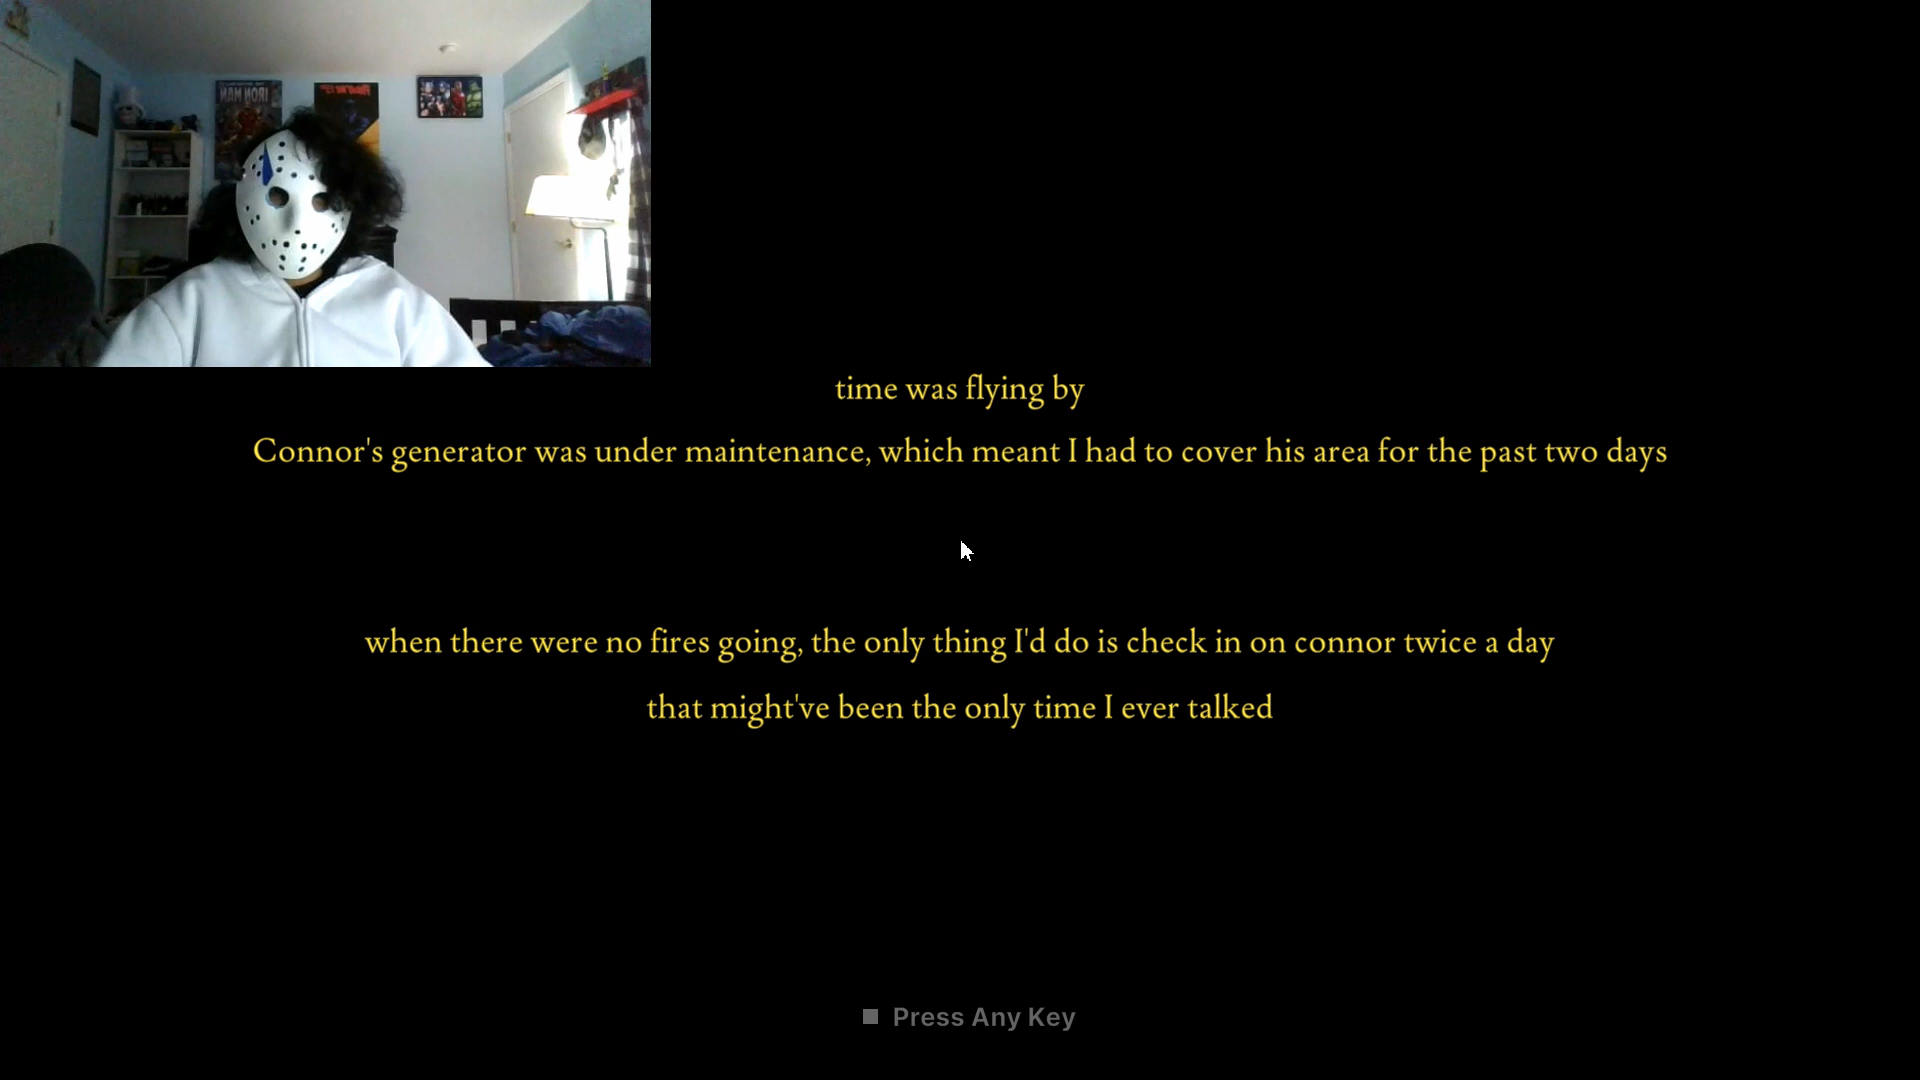 IRON MAN
time was flying by
Connor's generator was under maintenance, which meant I had to cover his area for the past two days
when there were no fires going, the only thing I'd do is check in on connor twice a day
that might've been the only time I ever talked
Press Any Key